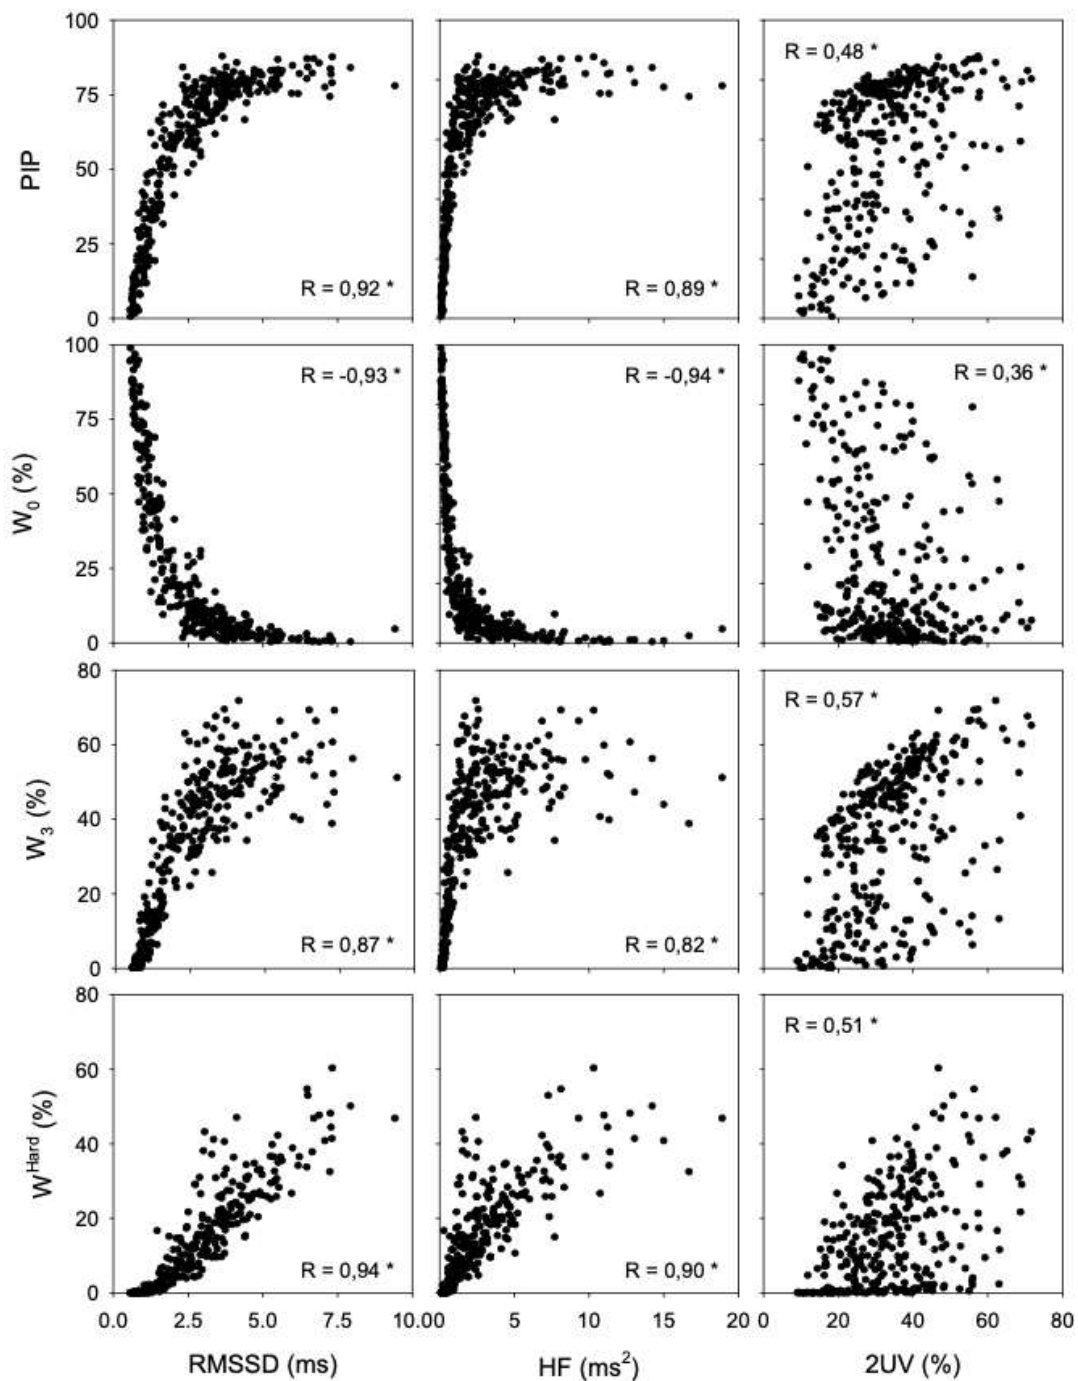 100
75
50
25
0
PIP
R = 0,92 *
R = 0,89 *
R = 0,48 *
100
75
50
25
0
W0 (%)
R = -0,93 *
R = -0,94 *
R = 0,36 *
80
60
40
20
0
W3 (%)
R = 0,87 *
R = 0,82 *
R = 0,57 *
80
60
40
20
0
W^Hard (%)
R = 0,94 *
R = 0,90 *
R = 0,51 *
0.0 2.5 5.0 7.5 10.0
0 5 10 15 20
0 20 40 60 80
RMSSD (ms)
HF (ms²)
2UV (%)